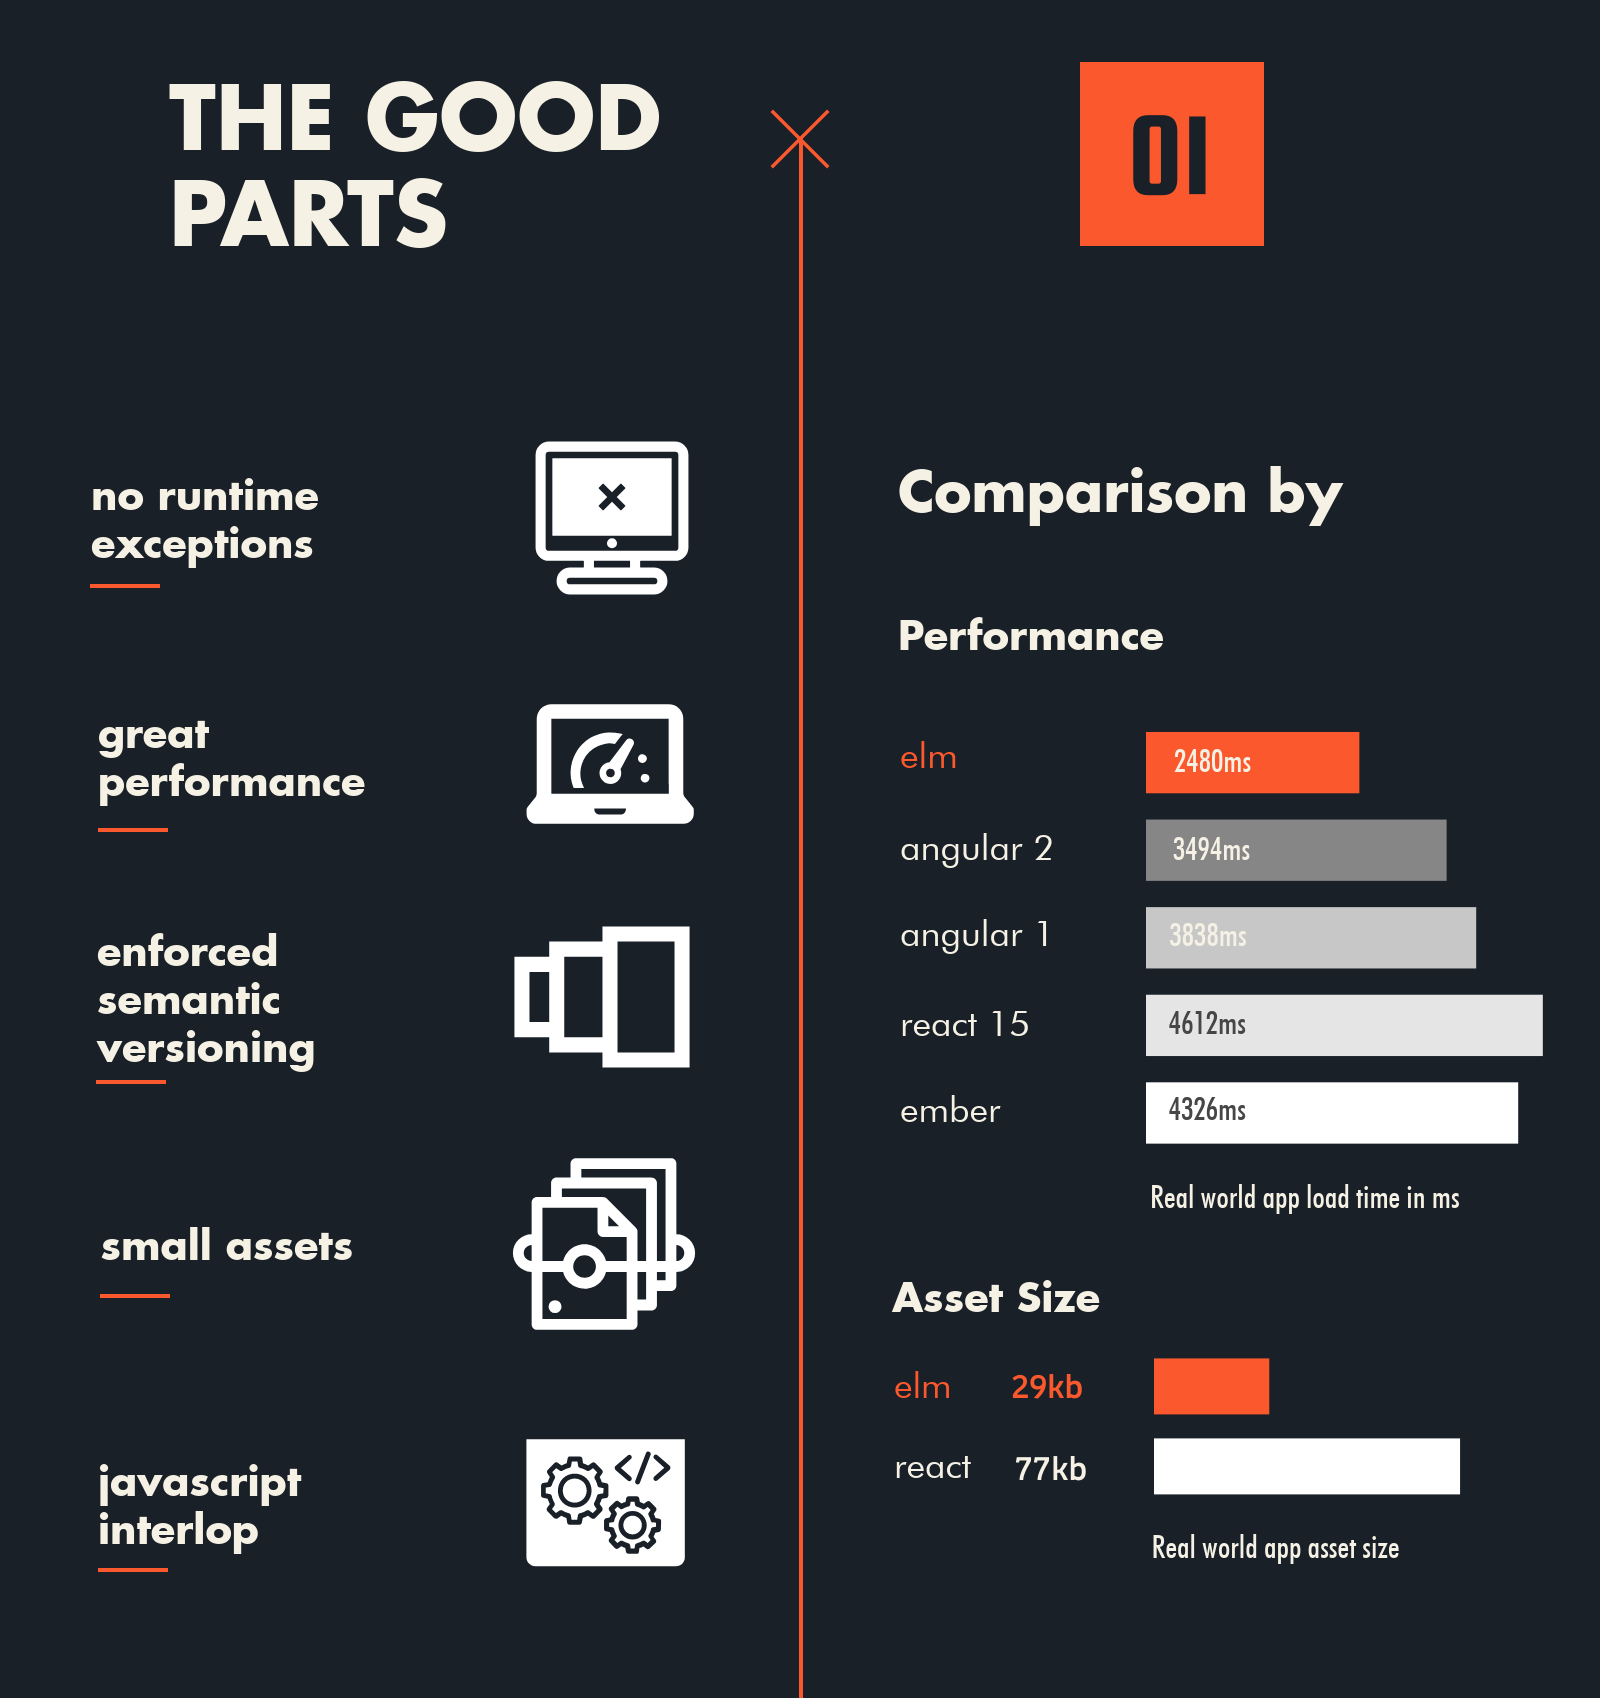 THE GOOD
PARTS
01
no runtime
exceptions
great
performance
enforced
semantic
versioning
small assets
javascript
interlop
</>
Comparison by
Performance
elm 2480ms
angular 2 3494ms
angular 1 3838ms
react 15 4612ms
ember 4326ms
Real world app load time in ms
Asset Size
elm 29kb
react 77kb
Real world app asset size